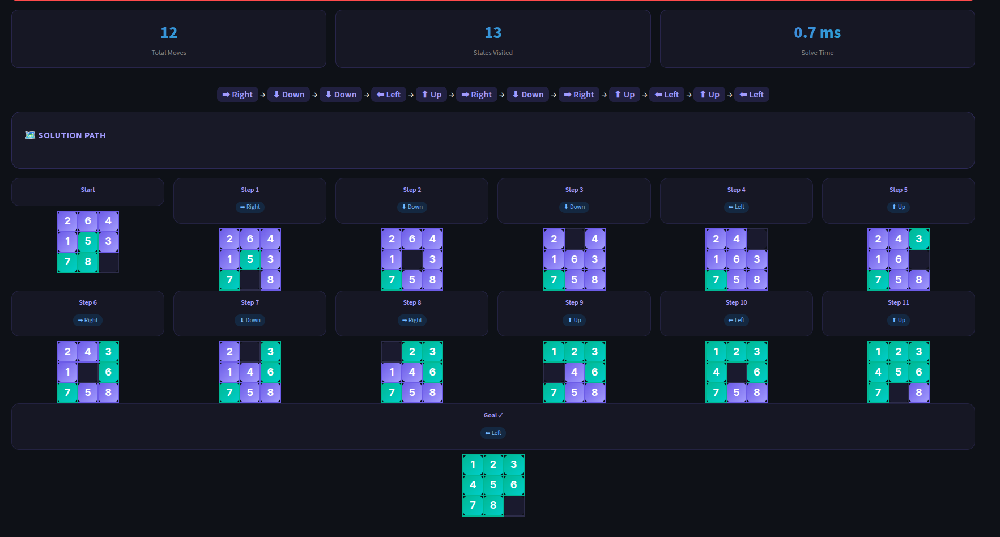 12
Total Moves
13
States Visited
0.7 ms
Solve Time
➡ Right → ⬇ Down → ⬇ Down → ⬅ Left → ⬆ Up → ➡ Right → ⬇ Down → ➡ Right → ⬆ Up → ⬅ Left → ⬆ Up → ⬅ Left
🗺️ SOLUTION PATH
Start
2 6 4
1 5 3
7 8
Step 1
➡ Right
2 6 4
1 5 3
7 8
Step 2
⬇ Down
2 6 4
1 3
7 5 8
Step 3
⬇ Down
2 4
1 6 3
7 5 8
Step 4
⬅ Left
2 4
1 6 3
7 5 8
Step 5
⬆ Up
2 4 3
1 6
7 5 8
Step 6
➡ Right
2 4 3
1 6
7 5 8
Step 7
⬇ Down
2 3
1 4 6
7 5 8
Step 8
➡ Right
2 3
1 4 6
7 5 8
Step 9
⬆ Up
1 2 3
4 6
7 5 8
Step 10
⬅ Left
1 2 3
4 6
7 5 8
Step 11
⬆ Up
1 2 3
4 5 6
7 8
Goal ✓
⬅ Left
1 2 3
4 5 6
7 8